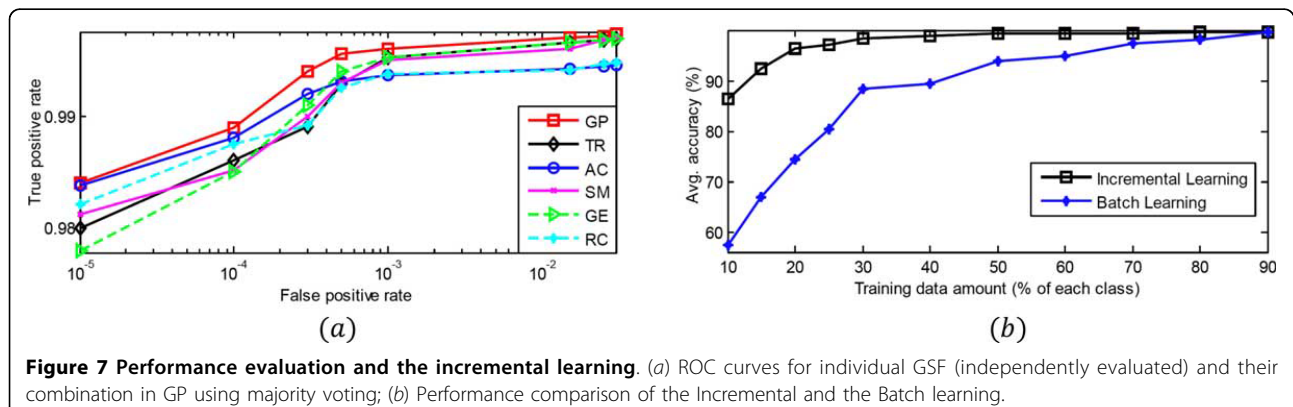 True positive rate
0.99
0.98
10-5
10-4
10-3
10-2
False positive rate
GP
TR
AC
SM
GE
RC
(a)
Avg. accuracy (%)
90
80
70
60
10
20
30
40
50
60
70
80
90
Training data amount (% of each class)
Incremental Learning
Batch Learning
(b)
Figure 7 Performance evaluation and the incremental learning. (a) ROC curves for individual GSF (independently evaluated) and their
combination in GP using majority voting; (b) Performance comparison of the Incremental and the Batch learning.